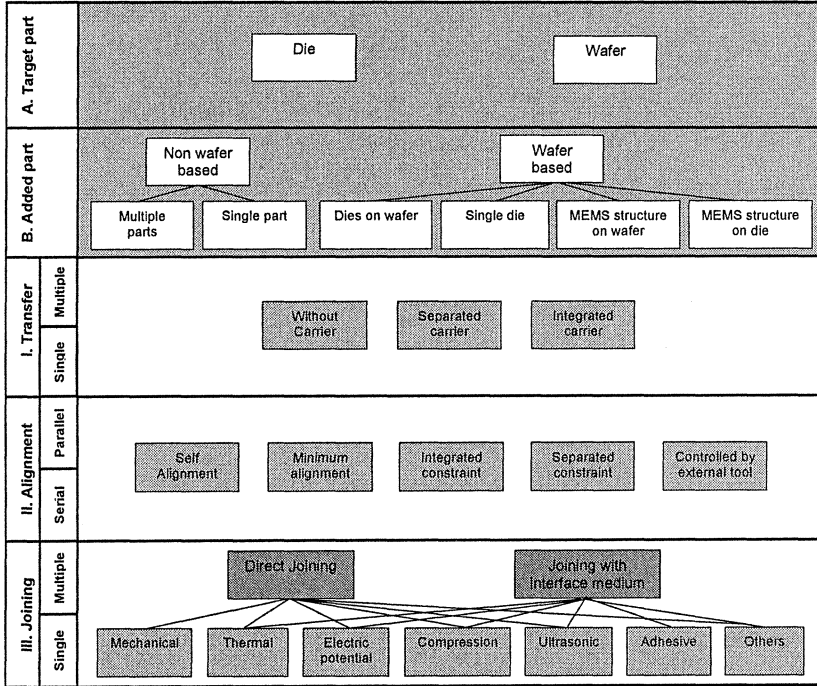 A. Target part
Die
Wafer
B. Added part
Non wafer
based
Wafer
based
Multiple
parts
Single part
Dies on wafer
Single die
MEMS structure
on wafer
MEMS structure
on die
I. Transfer
Multiple
Single
Without
Carrier
Separated
carrier
Integrated
carrier
II. Alignment
Parallel
Serial
Self
Alignment
Minimum
alignment
Integrated
constraint
Separated
constraint
Controlled by
external tool
III. Joining
Multiple
Single
Direct Joining
Joining with
interface medium
Mechanical
Thermal
Electric
potential
Compression
Ultrasonic
Adhesive
Others